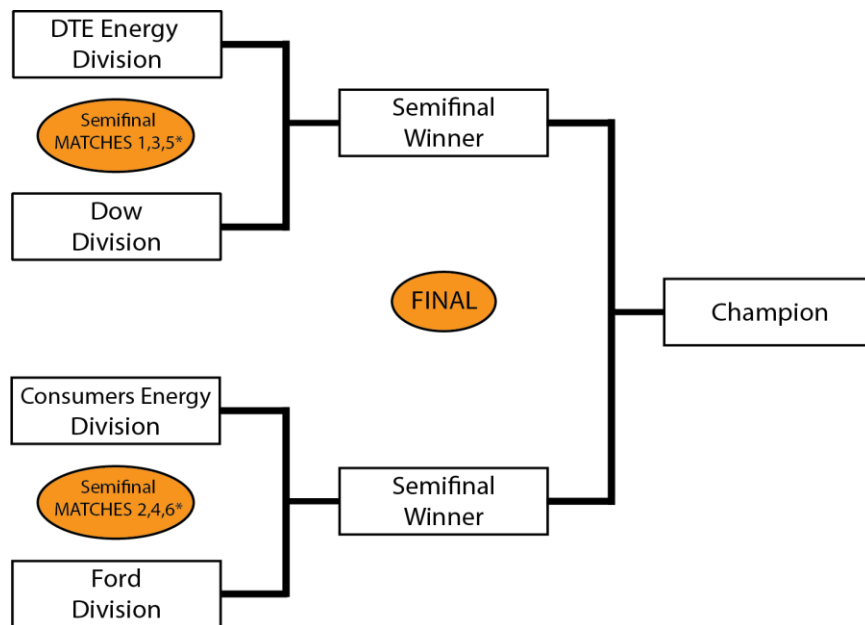 DTE Energy
Division
Semifinal
MATCHES 1,3,5*
Dow
Division
Semifinal
Winner
FINAL
Champion
Consumers Energy
Division
Semifinal
MATCHES 2,4,6*
Ford
Division
Semifinal
Winner